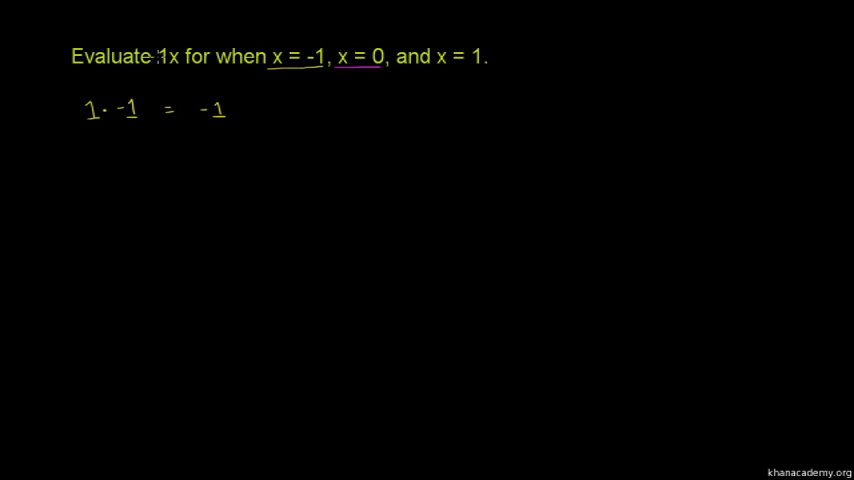 Evaluate 1x for when x = -1, x = 0, and x = 1.
1 · -1 = -1
khanacademy.org